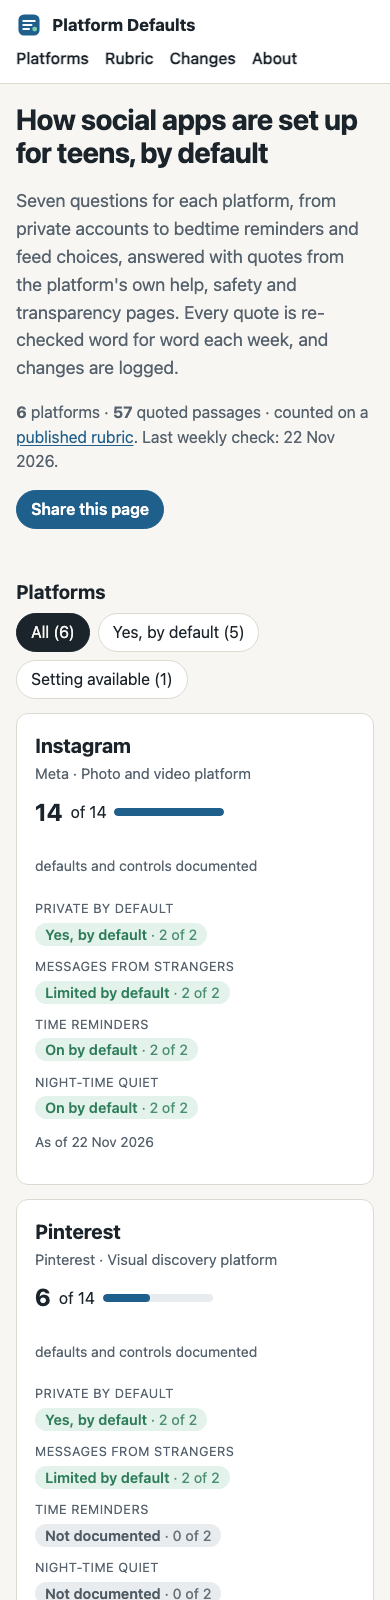 Platform Defaults
Platforms Rubric Changes About
How social apps are set up
for teens, by default
Seven questions for each platform, from
private accounts to bedtime reminders and
feed choices, answered with quotes from
the platform's own help, safety and
transparency pages. Every quote is re-
checked word for word each week, and
changes are logged.
6 platforms · 57 quoted passages · counted on a
published rubric. Last weekly check: 22 Nov
2026.
Share this page
Platforms
All (6) Yes, by default (5)
Setting available (1)
Instagram
Meta · Photo and video platform
14 of 14
defaults and controls documented
PRIVATE BY DEFAULT
Yes, by default · 2 of 2
MESSAGES FROM STRANGERS
Limited by default · 2 of 2
TIME REMINDERS
On by default · 2 of 2
NIGHT-TIME QUIET
On by default · 2 of 2
As of 22 Nov 2026
Pinterest
Pinterest · Visual discovery platform
6 of 14
defaults and controls documented
PRIVATE BY DEFAULT
Yes, by default · 2 of 2
MESSAGES FROM STRANGERS
Limited by default · 2 of 2
TIME REMINDERS
Not documented · 0 of 2
NIGHT-TIME QUIET
Not documented · 0 of 2